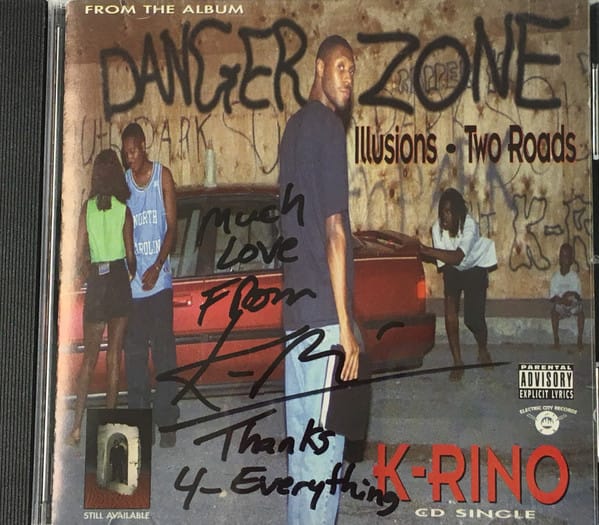 FROM THE ALBUM
DANGER ZONE
Illusions - Two Roads
NORTH
CAROLINA
Much
Love
From
K-Rino
Thanks
4-Everything
PARENTAL
ADVISORY
EXPLICIT LYRICS
ELECTRIC CITY RECORDS
K-RINO
CD SINGLE
STILL AVAILABLE